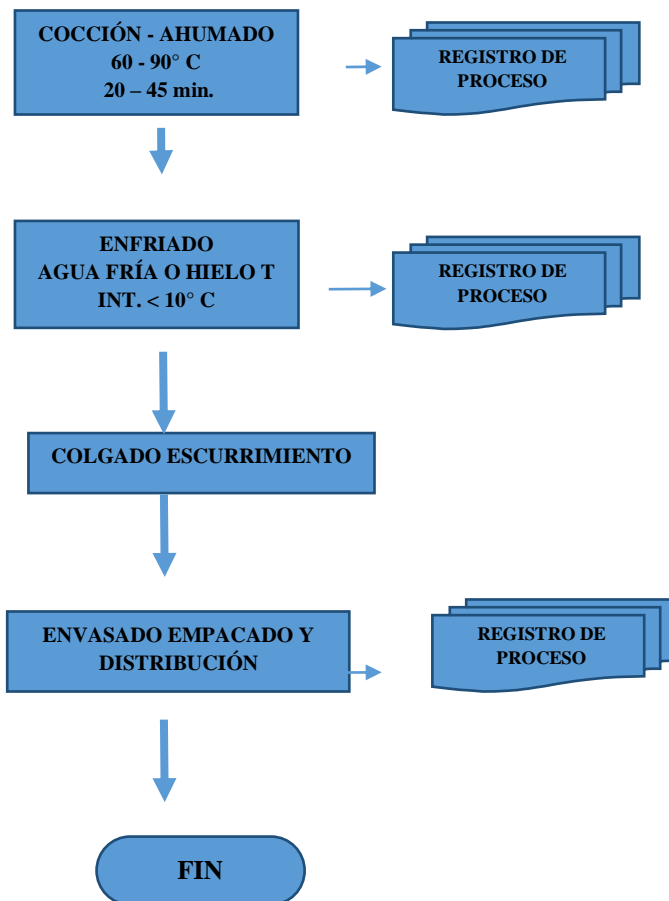 COCCIÓN - AHUMADO
60 - 90° C
20 – 45 min.
REGISTRO DE
PROCESO
ENFRIADO
AGUA FRÍA O HIELO T
INT. < 10° C
REGISTRO DE
PROCESO
COLGADO ESCURRIMIENTO
ENVASADO EMPACADO Y
DISTRIBUCIÓN
REGISTRO DE
PROCESO
FIN